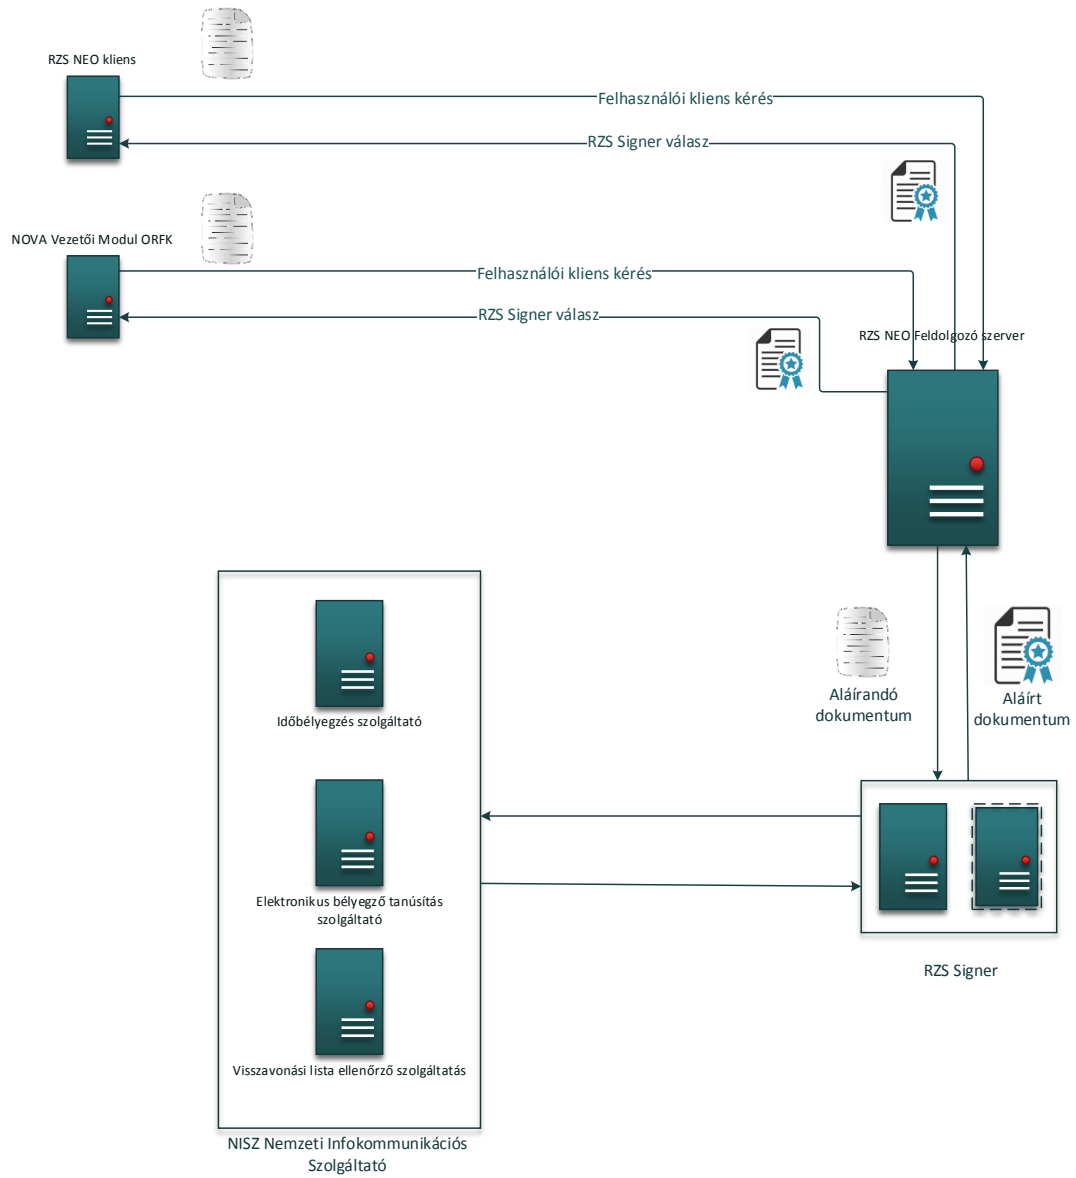 RZS NEO kliens
Felhasználói kliens kérés
RZS Signer válasz
NOVA Vezetői Modul ORFK
Felhasználói kliens kérés
RZS Signer válasz
RZS NEO Feldolgozó szerver
Aláírandó
dokumentum
Aláírt
dokumentum
Időbélyegzés szolgáltató
Elektronikus bélyegző tanúsítás
szolgáltató
RZS Signer
Visszavonási lista ellenőrző szolgáltatás
NISZ Nemzeti Infokommunikációs
Szolgáltató